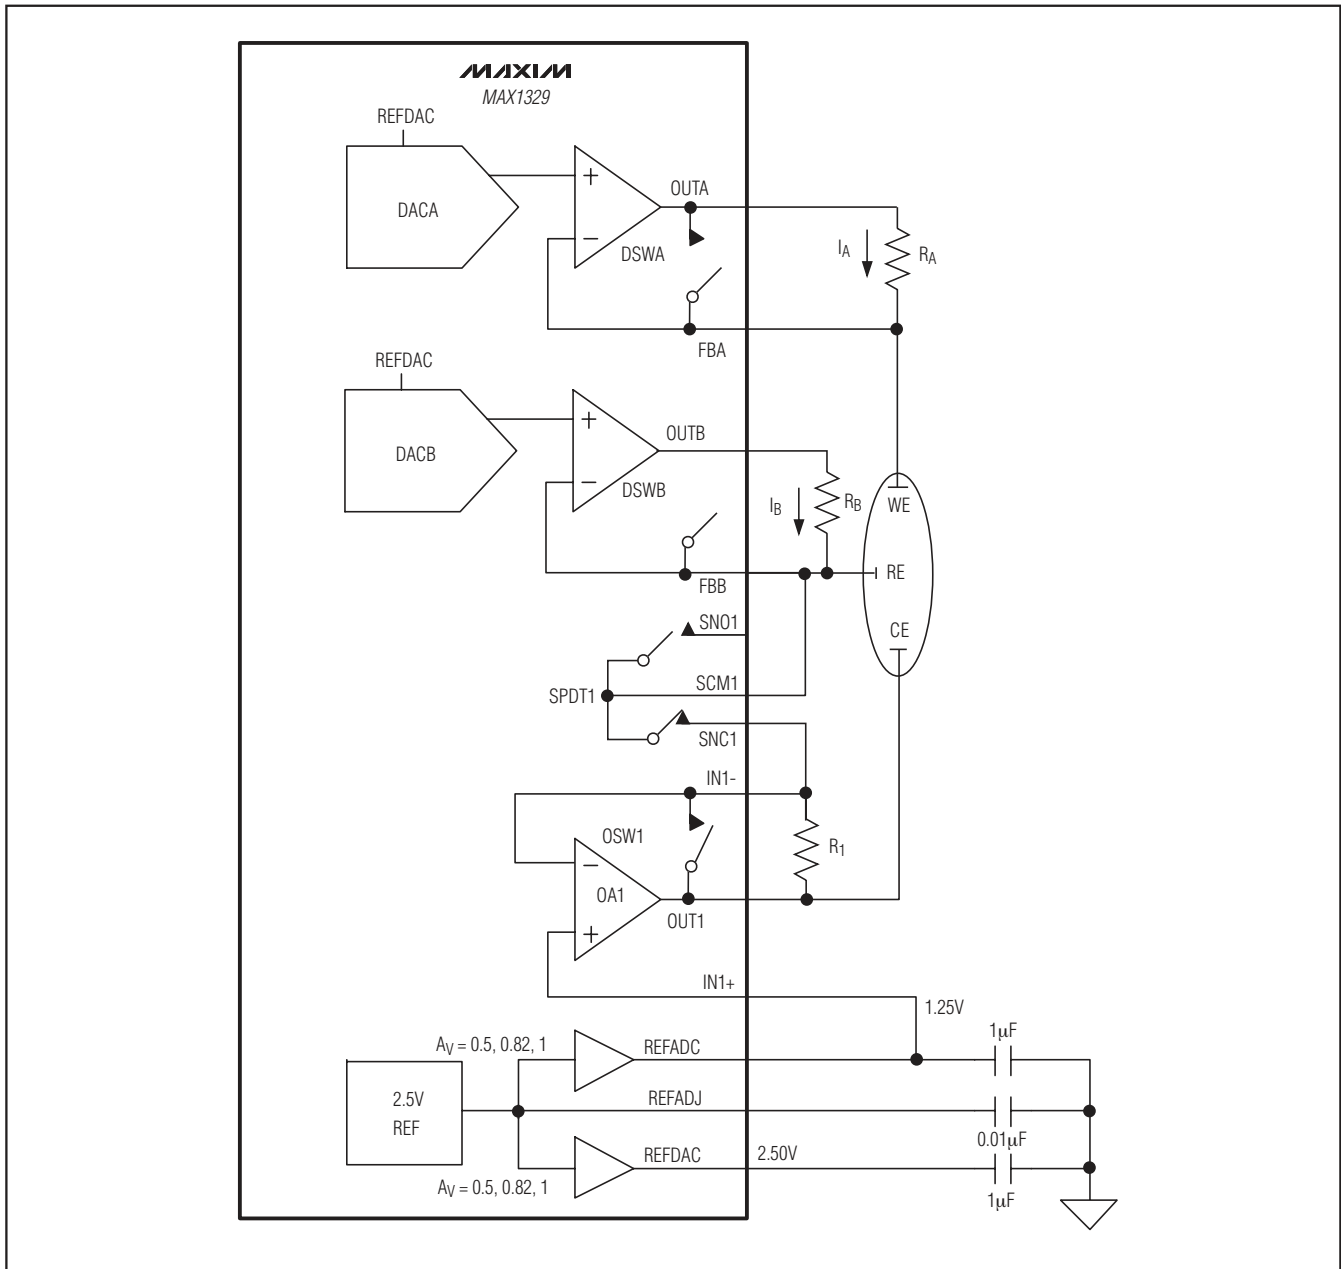 MAXIM
MAX1329
REFDAC
DACA
+
−
DSWA
OUTA
IA
RA
FBA
REFDAC
DACB
+
−
DSWB
OUTB
IB
RB
FBB
WE
RE
CE
SNO1
SPDT1
SCM1
SNC1
IN1-
OSW1
−
OA1
+
OUT1
R1
IN1+
1.25V
AV = 0.5, 0.82, 1
REFADC
1µF
2.5V
REF
REFADJ
0.01µF
REFDAC
2.50V
AV = 0.5, 0.82, 1
1µF